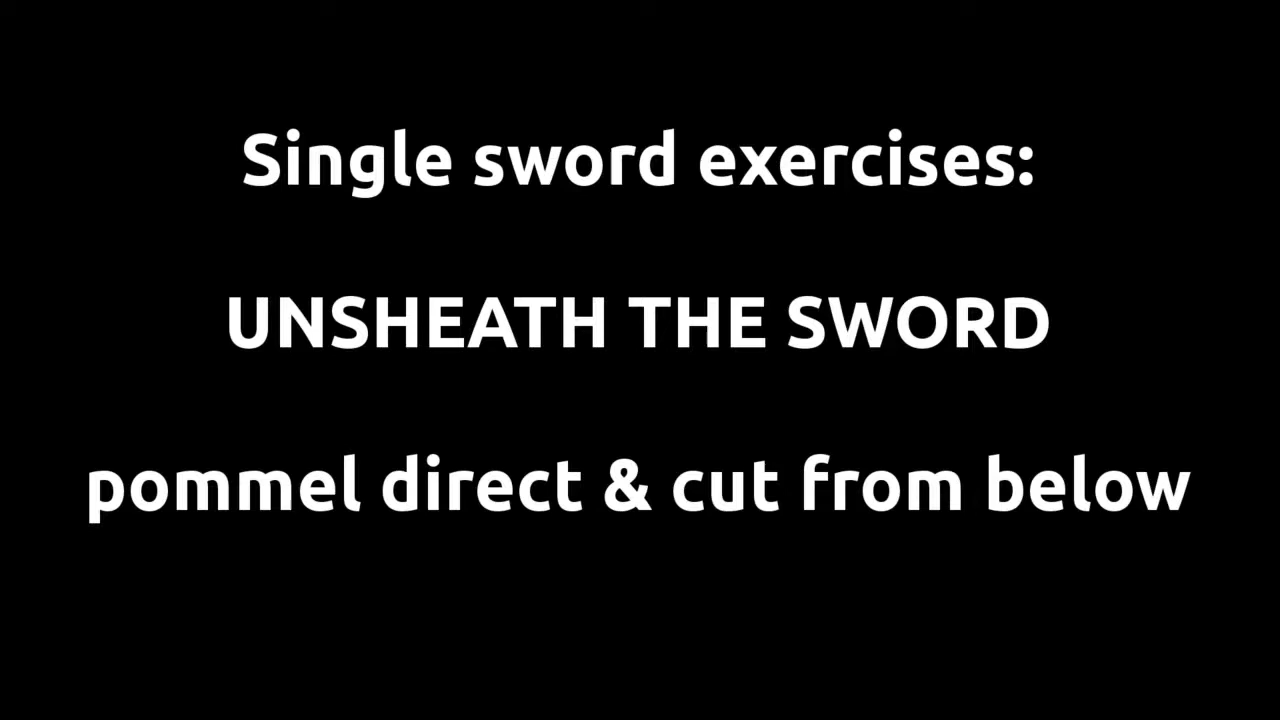 Single sword exercises:
UNSHEATH THE SWORD
pommel direct & cut from below